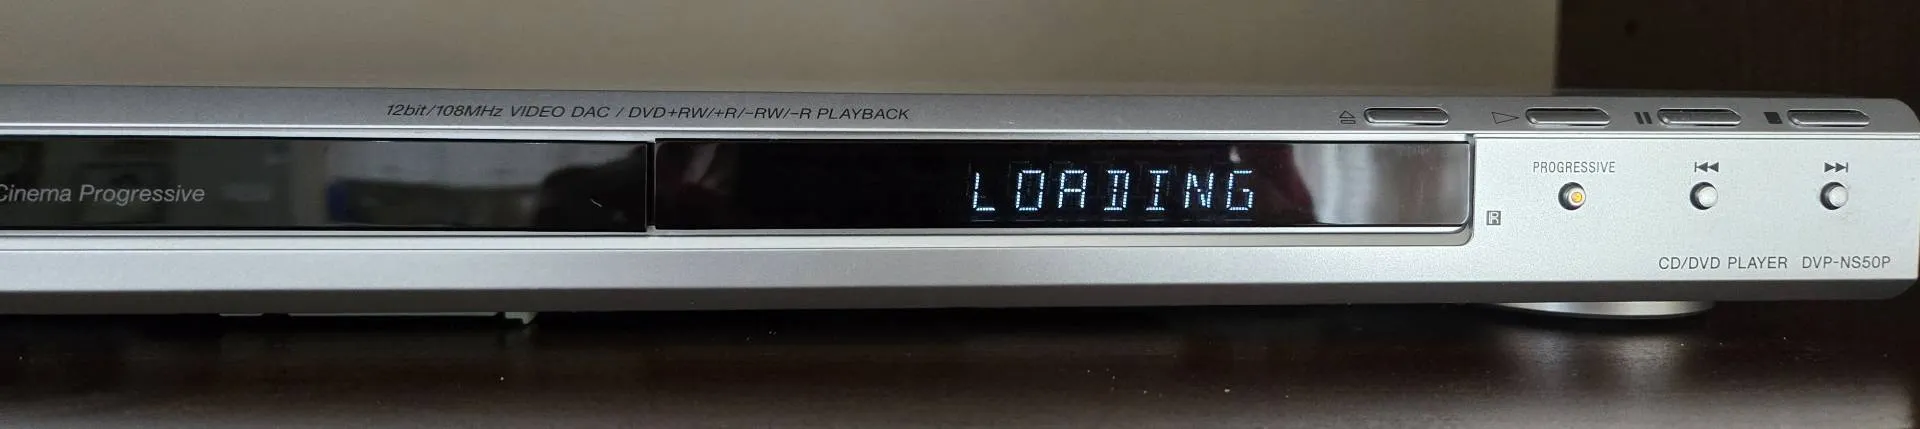 12bit/108MHz VIDEO DAC / DVD+RW/+R/-RW/-R PLAYBACK
Cinema Progressive
LOADING
PROGRESSIVE
R
CD/DVD PLAYER DVP-NS50P